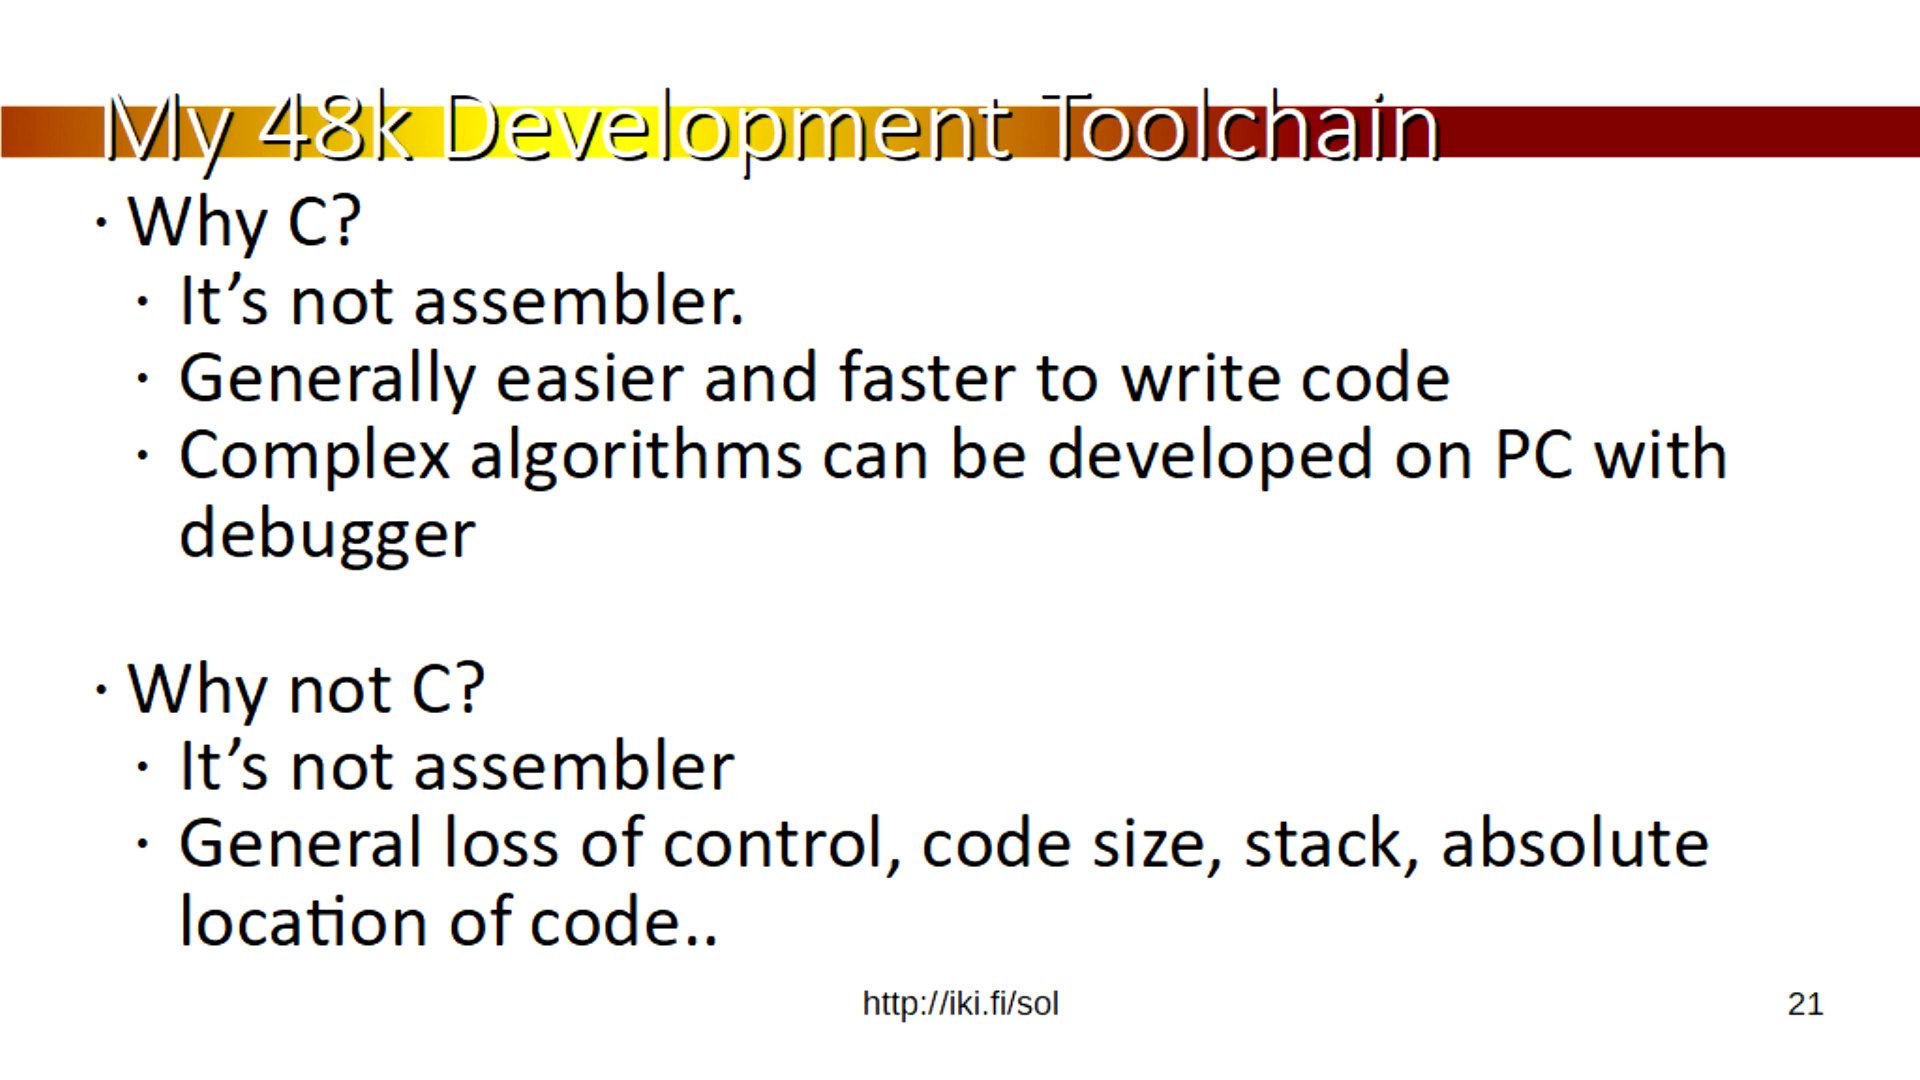 My 48k Development Toolchain
· Why C?
· It’s not assembler.
· Generally easier and faster to write code
· Complex algorithms can be developed on PC with
debugger
· Why not C?
· It’s not assembler
· General loss of control, code size, stack, absolute
location of code..
http://iki.fi/sol
21